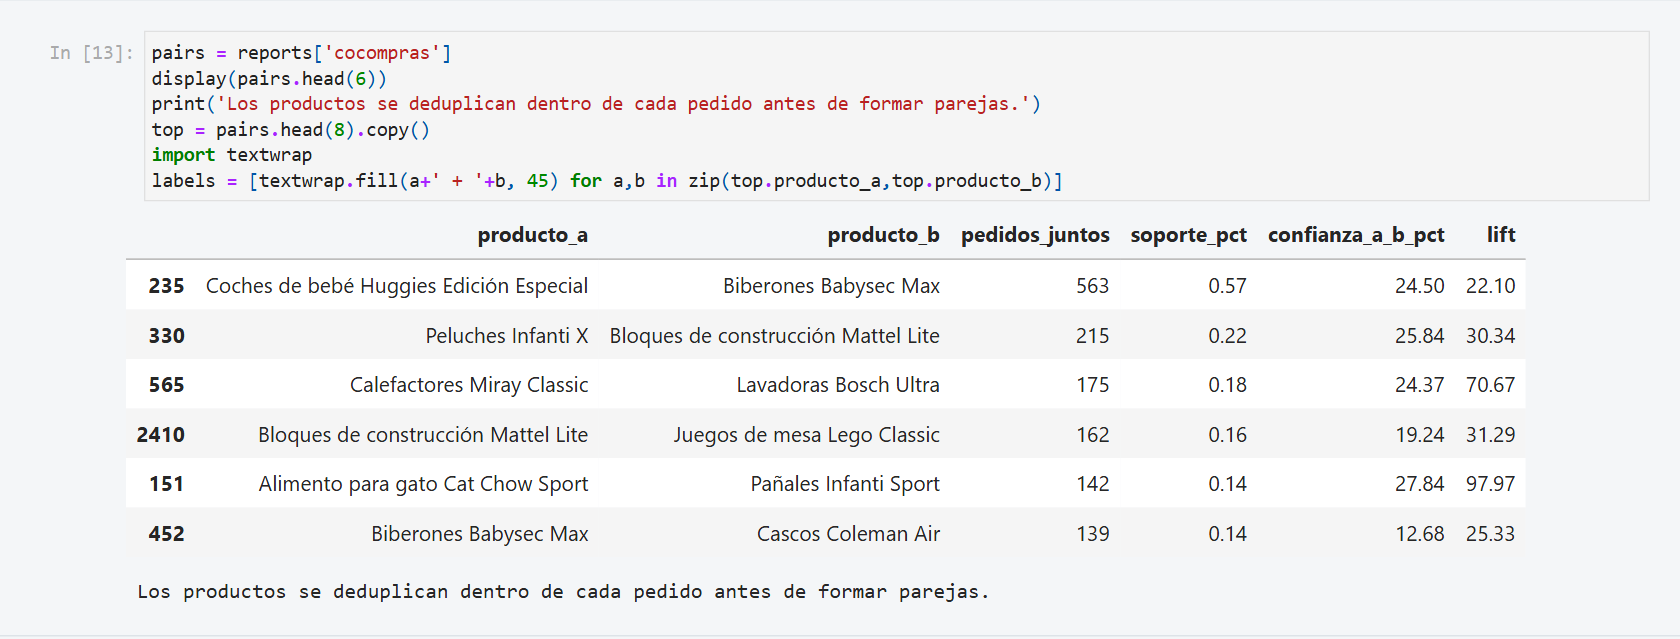 In [13]: pairs = reports['cocompras']
display(pairs.head(6))
print('Los productos se deduplican dentro de cada pedido antes de formar parejas.')
top = pairs.head(8).copy()
import textwrap
labels = [textwrap.fill(a+' + '+b, 45) for a,b in zip(top.producto_a,top.producto_b)]
producto_a producto_b pedidos_juntos soporte_pct confianza_a_b_pct lift
235 Coches de bebé Huggies Edición Especial Biberones Babysec Max 563 0.57 24.50 22.10
330 Peluches Infanti X Bloques de construcción Mattel Lite 215 0.22 25.84 30.34
565 Calefactores Miray Classic Lavadoras Bosch Ultra 175 0.18 24.37 70.67
2410 Bloques de construcción Mattel Lite Juegos de mesa Lego Classic 162 0.16 19.24 31.29
151 Alimento para gato Cat Chow Sport Pañales Infanti Sport 142 0.14 27.84 97.97
452 Biberones Babysec Max Cascos Coleman Air 139 0.14 12.68 25.33
Los productos se deduplican dentro de cada pedido antes de formar parejas.